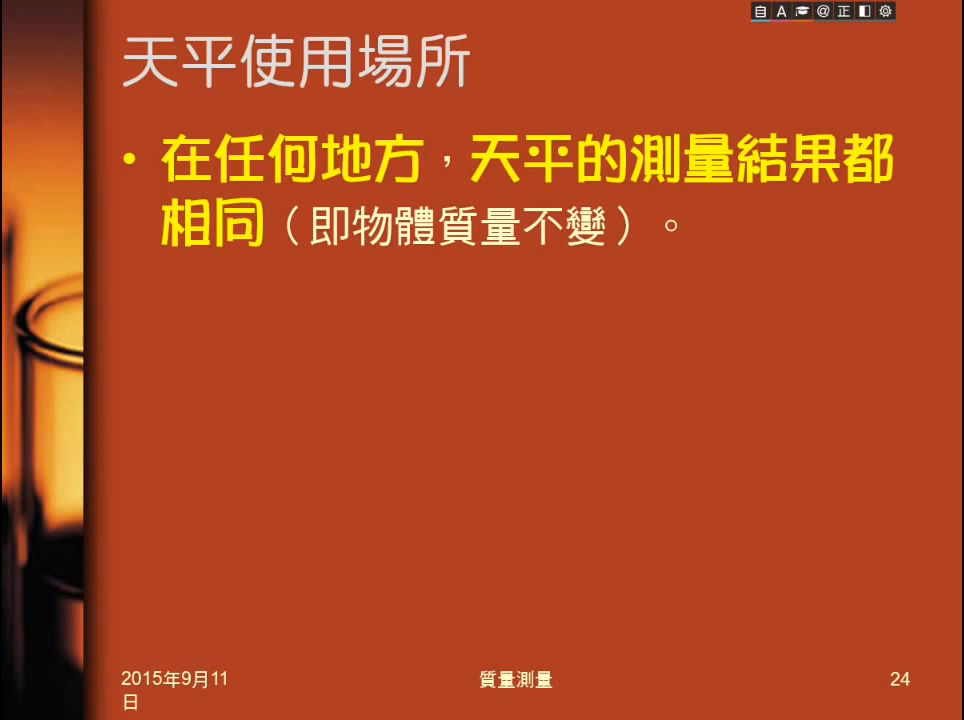 自 A @ 正
天平使用場所
• 在任何地方，天平的測量結果都
相同（即物體質量不變）。
2015年9月11
日
質量測量
24